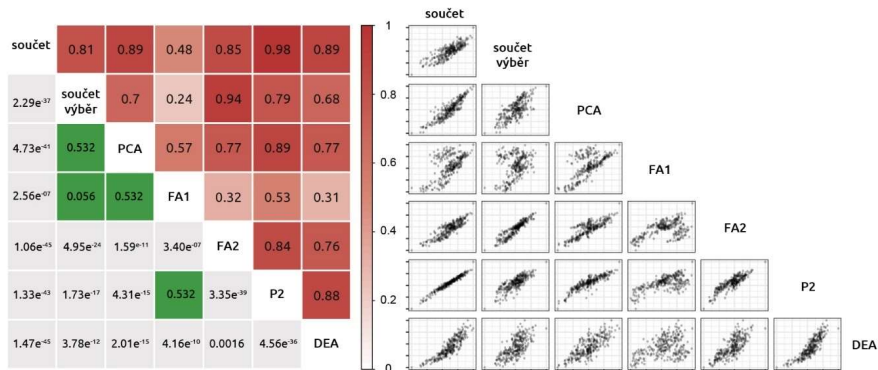 součet 0.81 0.89 0.48 0.85 0.98 0.89
2.29e-37 součet výběr 0.7 0.24 0.94 0.79 0.68
4.73e-41 0.532 PCA 0.57 0.77 0.89 0.77
2.56e-07 0.056 0.532 FA1 0.32 0.53 0.31
1.06e-45 4.95e-24 1.59e-11 3.40e-07 FA2 0.84 0.76
1.33e-43 1.73e-17 4.31e-15 0.532 3.35e-39 P2 0.88
1.47e-45 3.78e-12 2.01e-15 4.16e-10 0.0016 4.56e-36 DEA
1
0.8
0.6
0.4
0.2
0
součet
součet
výběr
PCA
FA1
FA2
P2
DEA